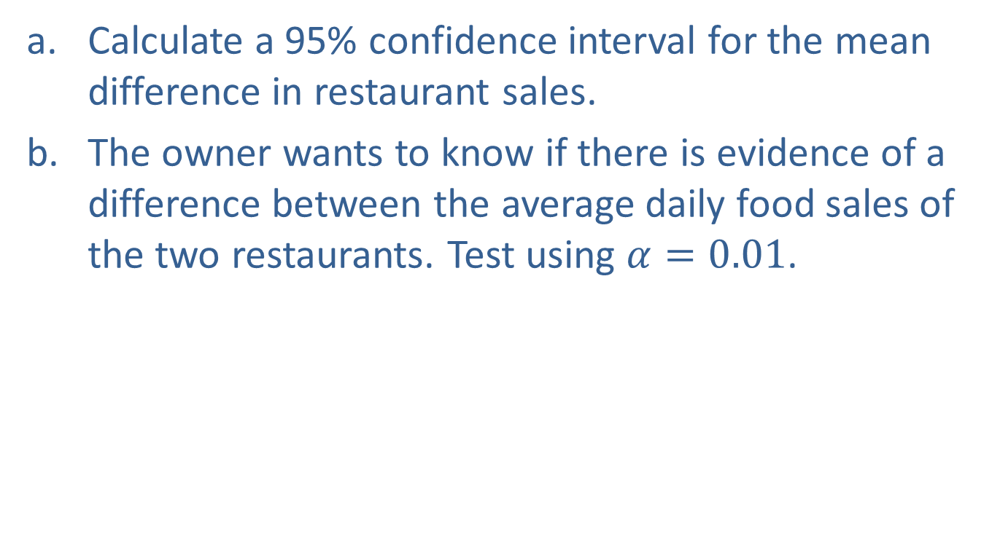 a. Calculate a 95% confidence interval for the mean
difference in restaurant sales.
b. The owner wants to know if there is evidence of a
difference between the average daily food sales of
the two restaurants. Test using α = 0.01.